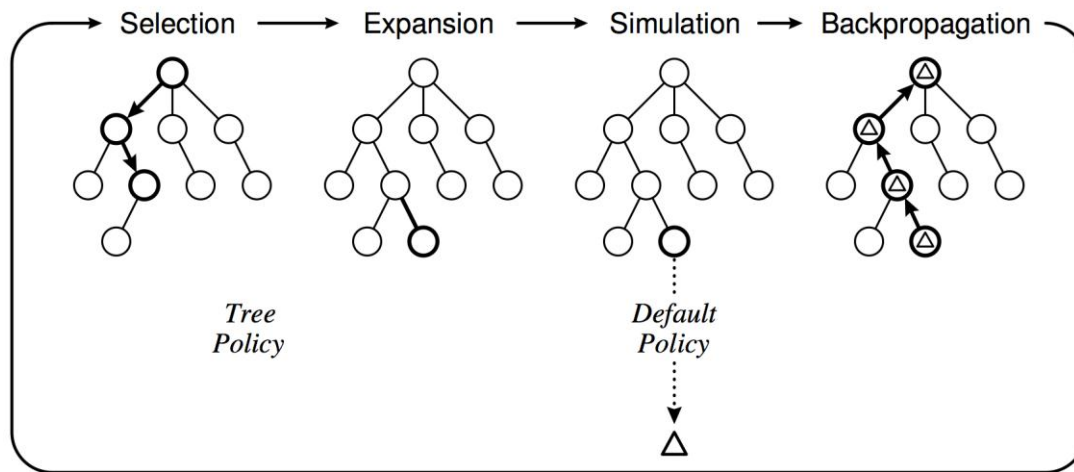 Selection
Expansion
Simulation
Backpropagation
Tree
Policy
Default
Policy